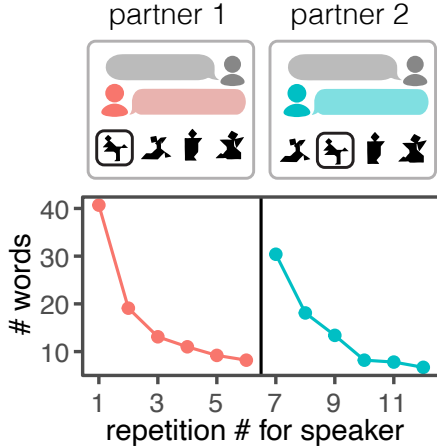 partner 1 partner 2
# words
40
30
20
10
1 3 5 7 9 11
repetition # for speaker